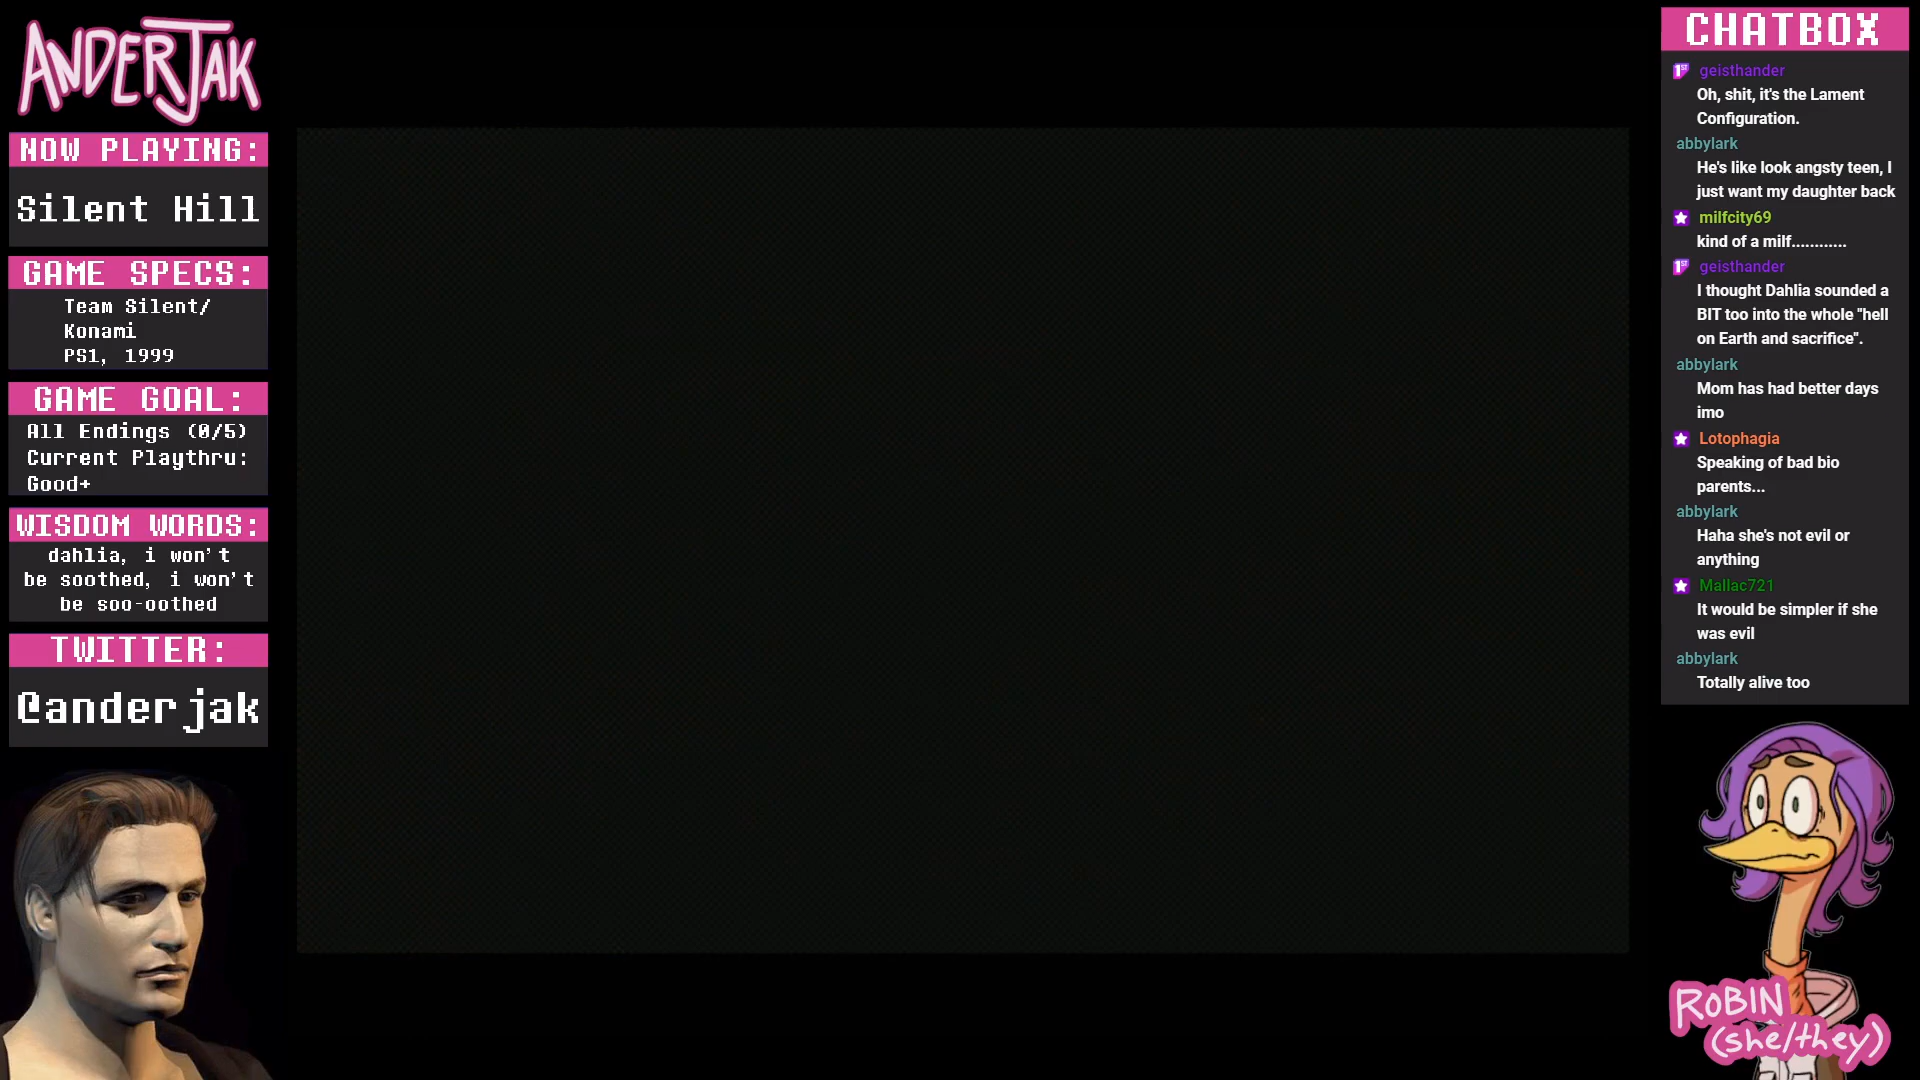 ANDERJAK
NOW PLAYING:
Silent Hill
GAME SPECS:
Team Silent/
Konami
PS1, 1999
GAME GOAL:
All Endings (0/5)
Current Playthru:
Good+
WISDOM WORDS:
dahlia, i won't
be soothed, i won't
be soo-oothed
TWITTER:
@anderjak
CHATBOX
1ST geisthander
Oh, shit, it's the Lament
Configuration.
abbylark
He's like look angsty teen, I
just want my daughter back
milfcity69
kind of a milf............
1ST geisthander
I thought Dahlia sounded a
BIT too into the whole "hell
on Earth and sacrifice".
abbylark
Mom has had better days
imo
Lotophagia
Speaking of bad bio
parents...
abbylark
Haha she's not evil or
anything
Mallac721
It would be simpler if she
was evil
abbylark
Totally alive too
ROBIN
(she/they)